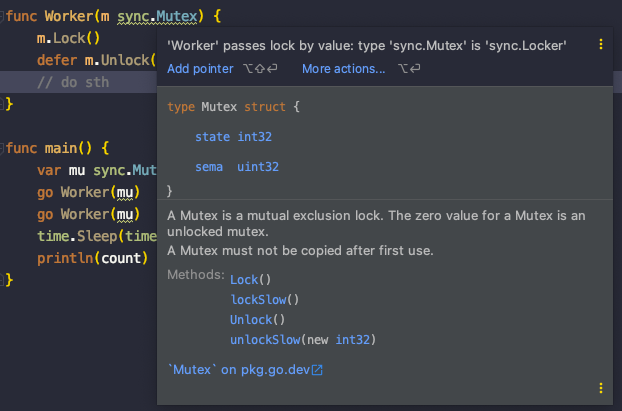 func Worker(m sync.Mutex) {
m.Lock()
'Worker' passes lock by value: type 'sync.Mutex' is 'sync.Locker'
defer m.Unlock(
Add pointer ⌥⇧⏎ More actions... ⌥⏎
// do sth
}
type Mutex struct {
state int32
func main() {
var mu sync.Mut
sema uint32
go Worker(mu)
}
go Worker(mu)
A Mutex is a mutual exclusion lock. The zero value for a Mutex is an
unlocked mutex.
time.Sleep(time
A Mutex must not be copied after first use.
println(count)
}
Methods:
Lock()
lockSlow()
Unlock()
unlockSlow(new int32)
`Mutex` on pkg.go.dev